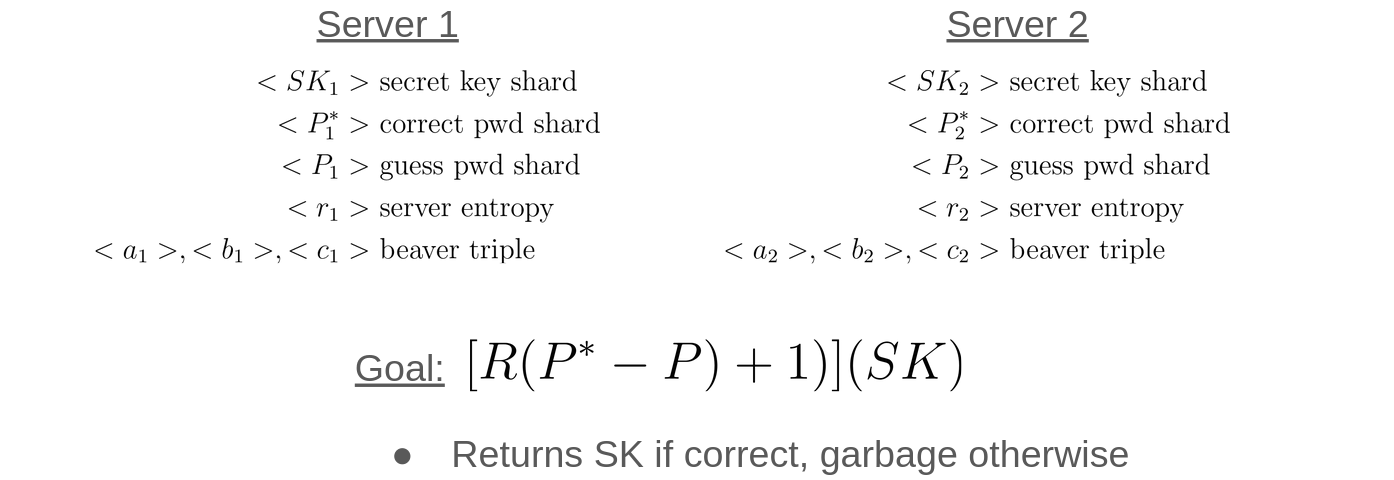 Server 1
< SK₁ > secret key shard
< P₁* > correct pwd shard
< P₁ > guess pwd shard
< r₁ > server entropy
< a₁ >, < b₁ >, < c₁ > beaver triple
Server 2
< SK₂ > secret key shard
< P₂* > correct pwd shard
< P₂ > guess pwd shard
< r₂ > server entropy
< a₂ >, < b₂ >, < c₂ > beaver triple
Goal: [R(P* − P) + 1)](SK)
● Returns SK if correct, garbage otherwise